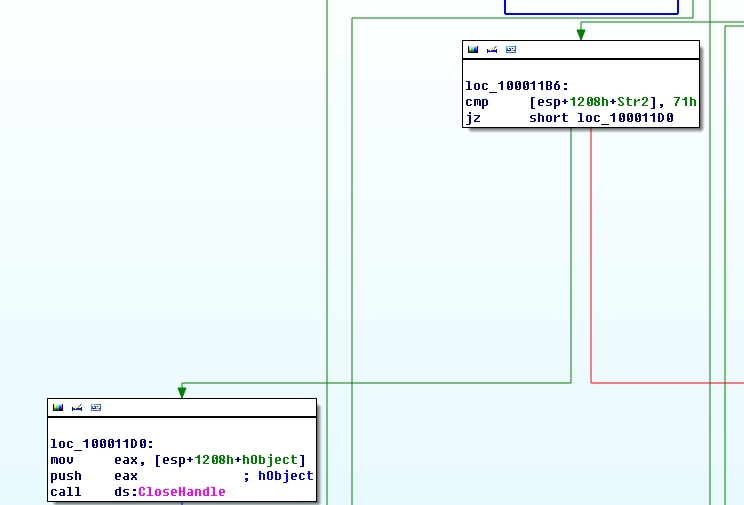 loc_100011B6:
cmp     [esp+1208h+Str2], 71h
jz      short loc_100011D0
loc_100011D0:
mov     eax, [esp+1208h+hObject]
push    eax             ; hObject
call    ds:CloseHandle